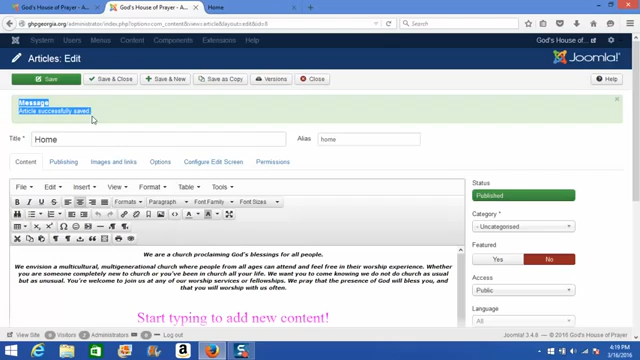 God's House of Prayer - A...
God's House of Prayer - A...
Home
ghpgeorgia.org/administrator/index.php?option=com_content&view=article&layout=edit&id=8
Search
System Users Menus Content Components Extensions Help
God's House of...
Articles: Edit
Joomla!
Save
Save & Close
Save & New
Save as Copy
Versions
Close
Help
Message
Article successfully saved.
×
Title *
Home
Alias
home
Content Publishing Images and links Options Configure Edit Screen Permissions
File Edit Insert View Format Table Tools
Formats Paragraph Font Family Font Sizes
We are a church proclaiming God's blessings for all people.
We envision a multicultural, multigenerational church where people from all ages can attend and feel free in their worship experience. Whether
you are someone completely new to church or you've been in church all your life. We want you to come knowing we do not do church as usual
but as unusual. You're welcome to join us at any of our worship services or fellowships. We pray that the presence of God will bless you, and
that you will worship with us often.
Start typing to add new content!
Status
Published
Category *
- Uncategorised
Featured
Yes
No
Access
Public
Language
All
View Site
0 Visitors
2 Administrators
0
Log out
Joomla! 3.4.8 — © 2016 God's House of Prayer
4:19 PM
3/16/2016